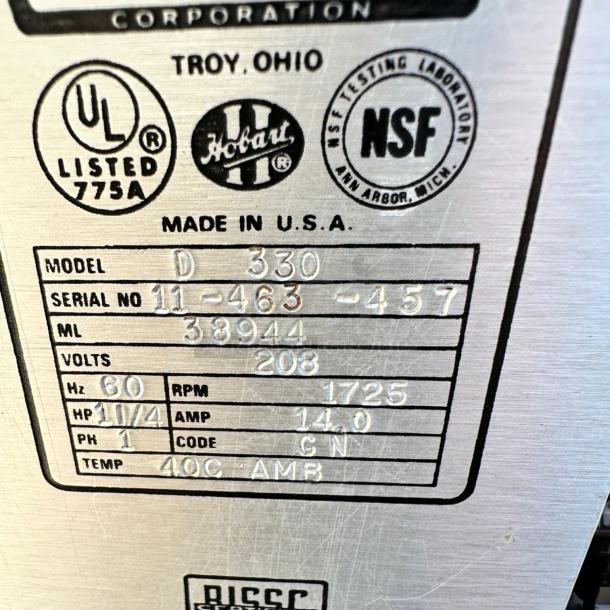 CORPORATION
TROY, OHIO
UL ® LISTED 775A
Hobart ®
NSF TESTING LABORATORY NSF ANN ARBOR, MICH.
MADE IN U.S.A.
MODEL D 330
SERIAL NO 11-463 -457
ML 38944
VOLTS 208
Hz 60 RPM 1725
HP 1 1/4 AMP 14.0
PH 1 CODE GN
TEMP 40C AMB
BISSC